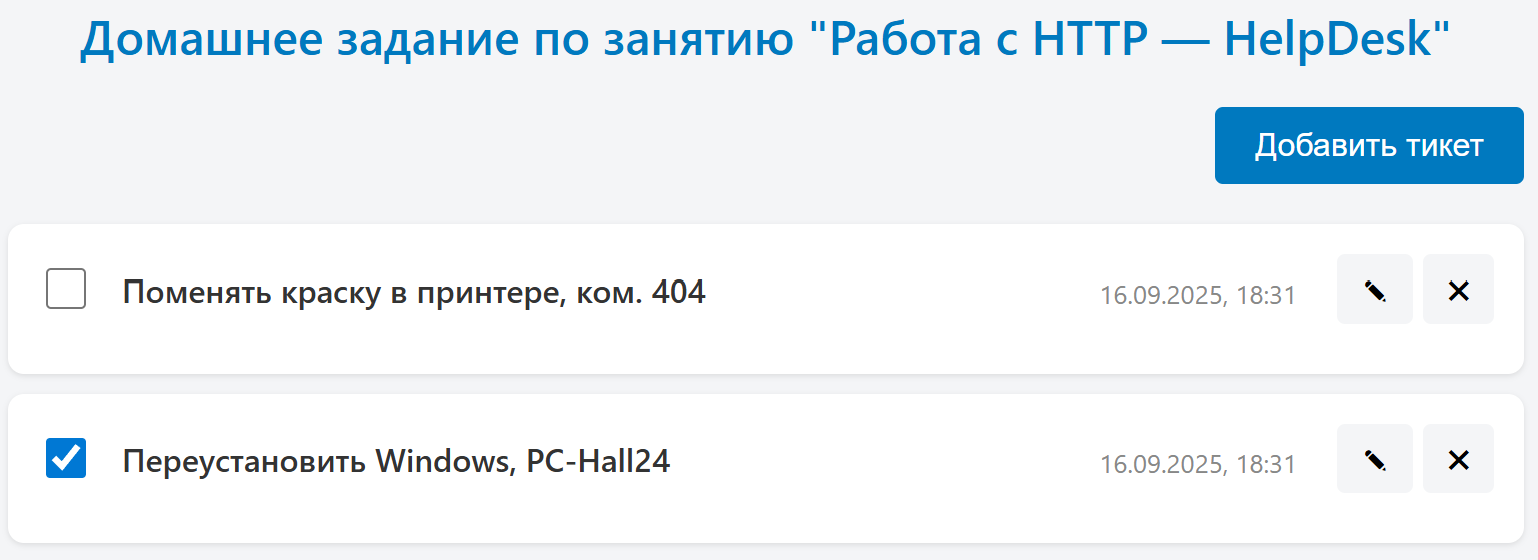 Домашнее задание по занятию "Работа с HTTP — HelpDesk"
Добавить тикет
Поменять краску в принтере, ком. 404
16.09.2025, 18:31
Переустановить Windows, PC-Hall24
16.09.2025, 18:31